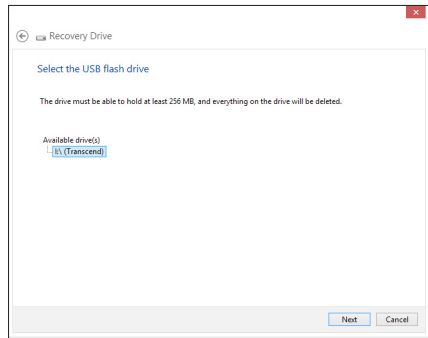 Recovery Drive
Select the USB flash drive
The drive must be able to hold at least 256 MB, and everything on the drive will be deleted.
Available drive(s)
I:\ (Transcend)
Next
Cancel